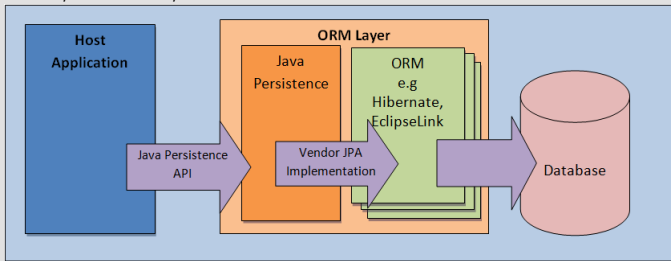 Host
Application
ORM Layer
Java
Persistence
ORM
e.g
Hibernate,
EclipseLink
Java Persistence
API
Vendor JPA
Implementation
Database